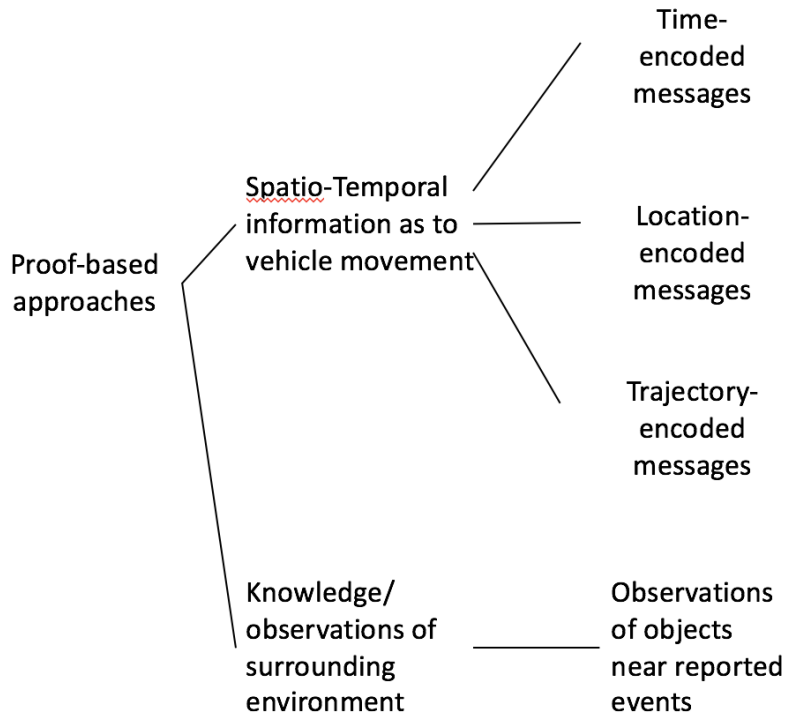 Proof-based
approaches
Spatio-Temporal
information as to
vehicle movement
Time-
encoded
messages
Location-
encoded
messages
Trajectory-
encoded
messages
Knowledge/
observations of
surrounding
environment
Observations
of objects
near reported
events